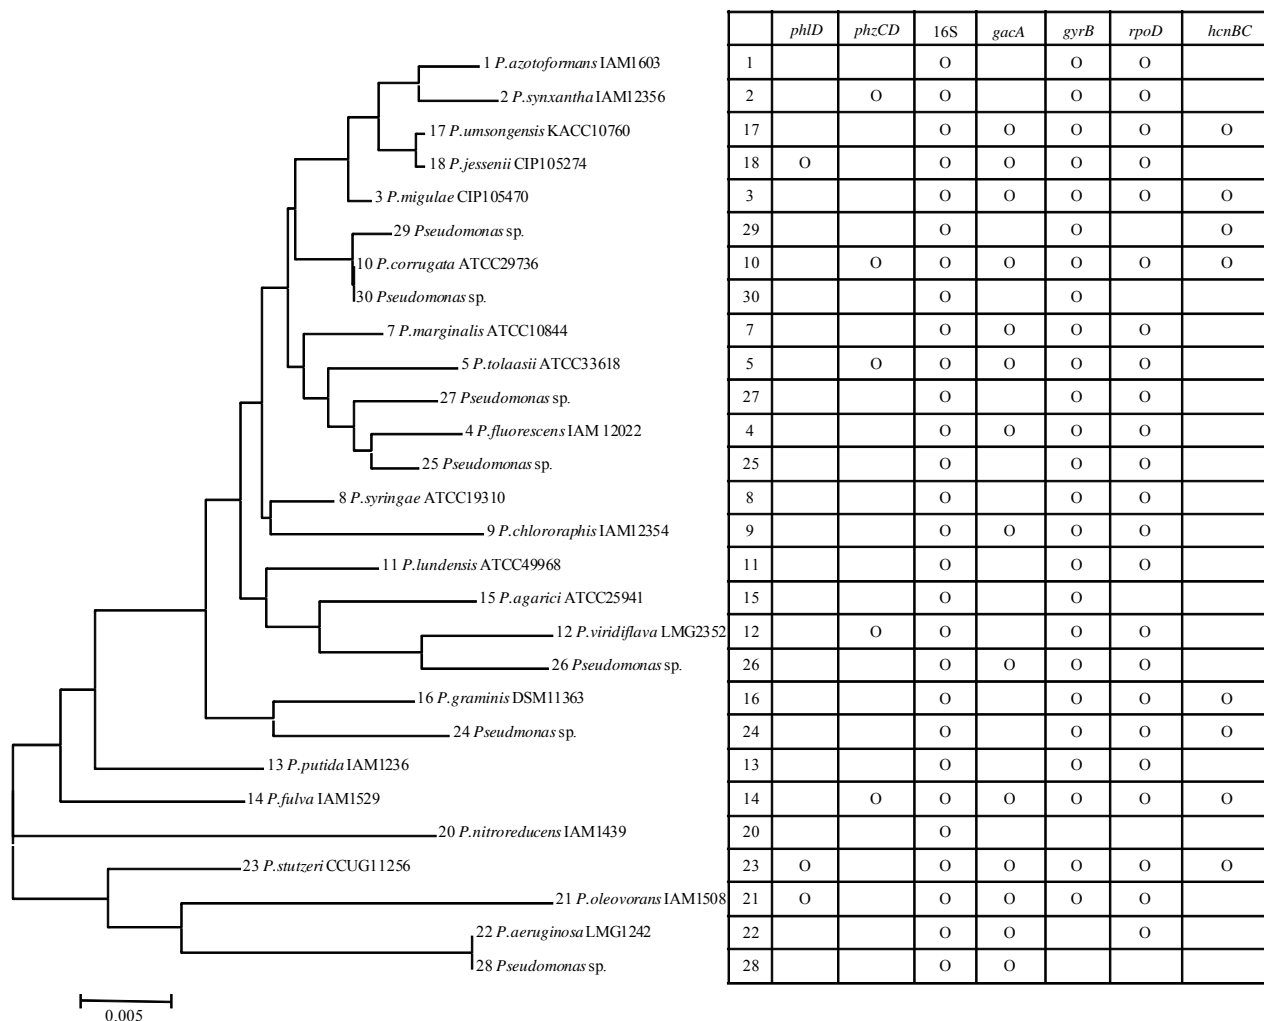 phlD phzCD 16S gacA gyrB rpoD hcnBC
1 P.azotoformans IAM1603 1 O O O
2 P.synxantha IAM12356 2 O O O O
17 P.umsongensis KACC10760 17 O O O O O
18 P.jessenii CIP105274 18 O O O O O
3 P.migulae CIP105470 3 O O O O O
29 Pseudomonas sp. 29 O O O
10 P.corrugata ATCC29736 10 O O O O O O
30 Pseudomonas sp. 30 O O
7 P.marginalis ATCC10844 7 O O O O
5 P.tolaasii ATCC33618 5 O O O O O
27 Pseudomonas sp. 27 O O O
4 P.fluorescens IAM 12022 4 O O O O
25 Pseudomonas sp. 25 O O O
8 P.syringae ATCC19310 8 O O O
9 P.chlororaphis IAM12354 9 O O O O
11 P.lundensis ATCC49968 11 O O O
15 P.agarici ATCC25941 15 O O
12 P.viridiflava LMG2352 12 O O O O
26 Pseudomonas sp. 26 O O O O
16 P.graminis DSM11363 16 O O O O
24 Pseudmonas sp. 24 O O O O
13 P.putida IAM1236 13 O O O
14 P.fulva IAM1529 14 O O O O O O
20 P.nitroreducens IAM1439 20 O
23 P.stutzeri CCUG11256 23 O O O O O O
21 P.oleovorans IAM1508 21 O O O O O
22 P.aeruginosa LMG1242 22 O O O
28 Pseudomonas sp. 28 O O
0.005